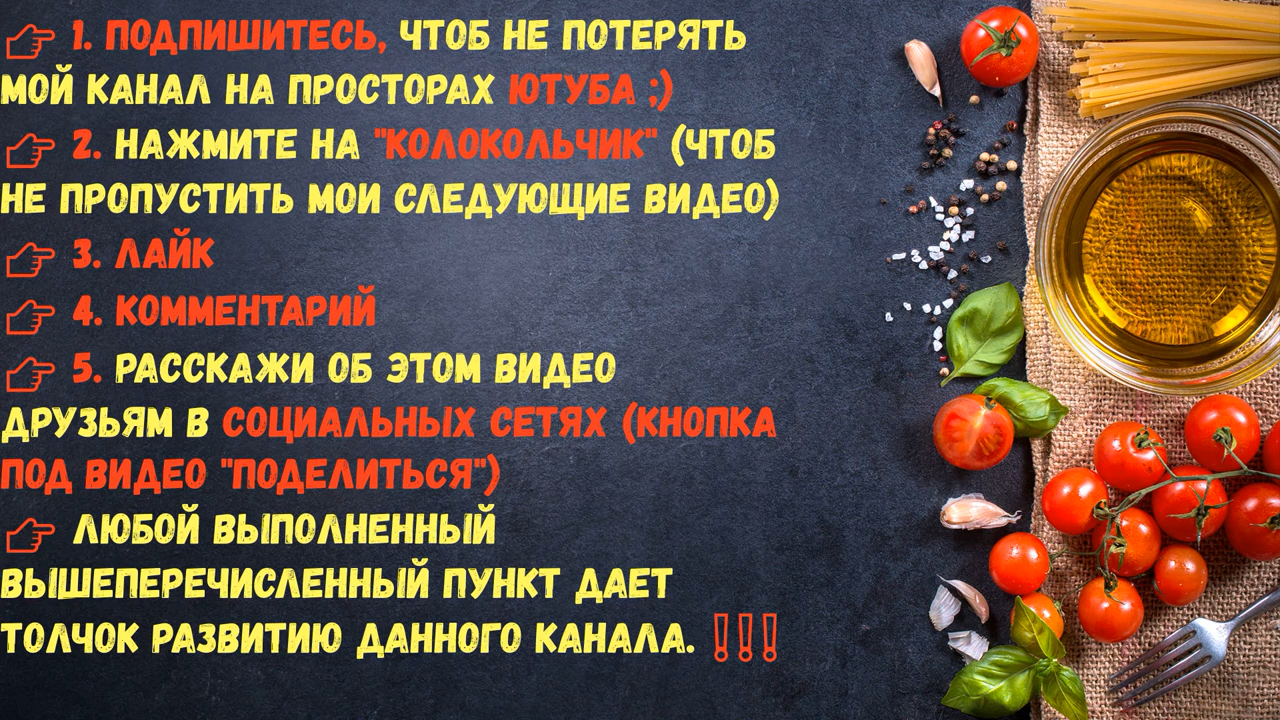 👉 1. ПОДПИШИТЕСЬ, ЧТОБ НЕ ПОТЕРЯТЬ
МОЙ КАНАЛ НА ПРОСТОРАХ ЮТУБА ;)
👉 2. НАЖМИТЕ НА "КОЛОКОЛЬЧИК" (ЧТОБ
НЕ ПРОПУСТИТЬ МОИ СЛЕДУЮЩИЕ ВИДЕО)
👉 3. ЛАЙК
👉 4. КОММЕНТАРИЙ
👉 5. РАССКАЖИ ОБ ЭТОМ ВИДЕО
ДРУЗЬЯМ В СОЦИАЛЬНЫХ СЕТЯХ (КНОПКА
ПОД ВИДЕО "ПОДЕЛИТЬСЯ")
👉 ЛЮБОЙ ВЫПОЛНЕННЫЙ
ВЫШЕПЕРЕЧИСЛЕННЫЙ ПУНКТ ДАЕТ
ТОЛЧОК РАЗВИТИЮ ДАННОГО КАНАЛА. ❗❗❗